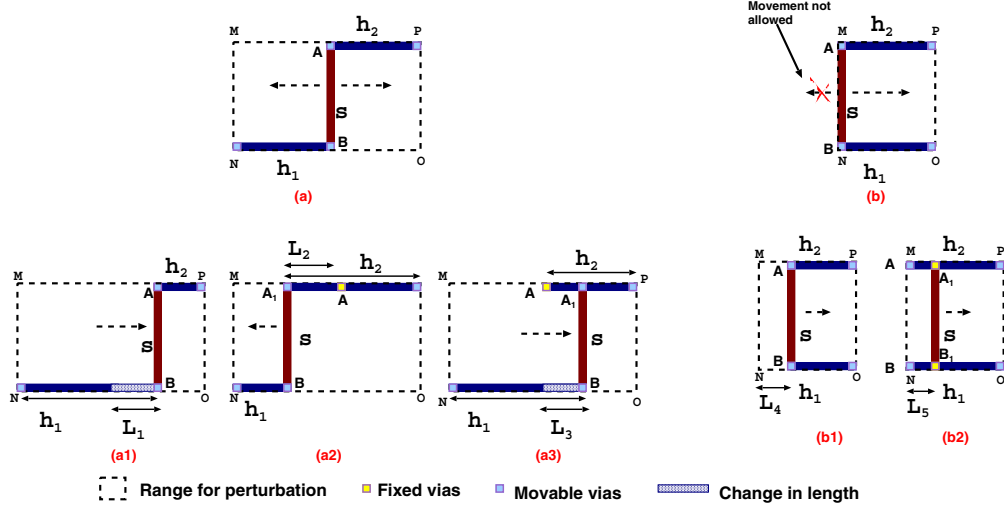 Movement not
allowed
M h2 P
A
S
B
N h1 O
(a)
M h2 P
A
S
B
N h1 O
(b)
M h2 P
A
S
B
N O
h1 L1
(a1)
M L2 h2
A1 A
S
B
N h1
(a2)
M h2 P
A A1
S
B
N O
h1 L3
(a3)
M h2 P
A
S
B
N O
L4 h1
(b1)
M h2 P
A A1
S
B B1
N O
L5 h1
(b2)
Range for perturbation Fixed vias Movable vias Change in length